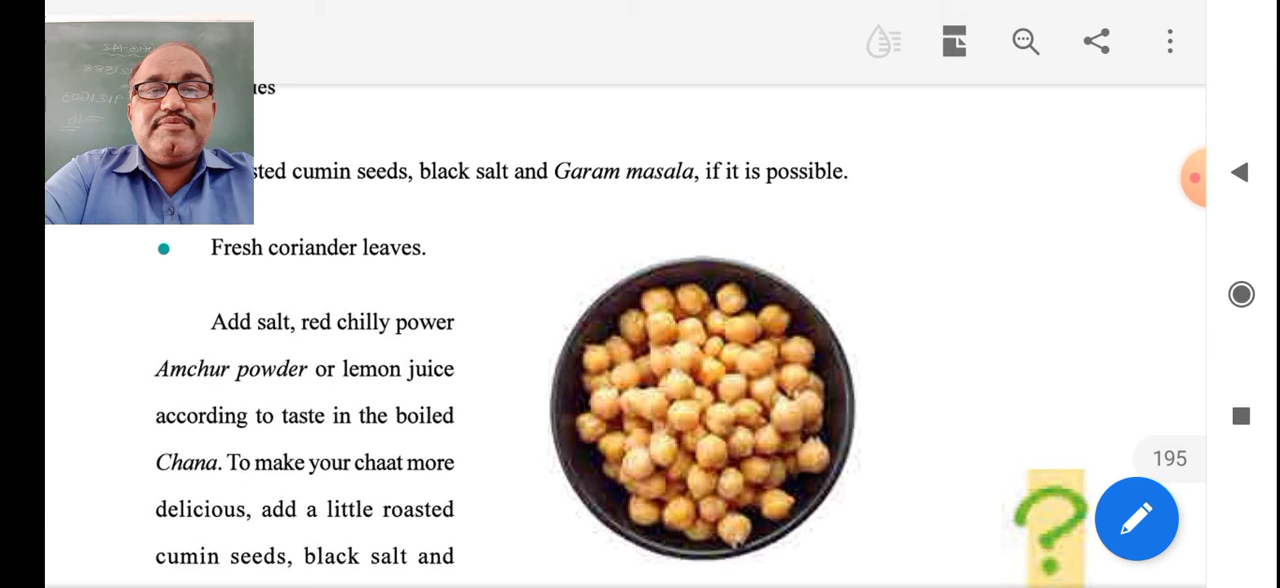 ues
sted cumin seeds, black salt and Garam masala, if it is possible.
Fresh coriander leaves.
Add salt, red chilly power
Amchur powder or lemon juice
according to taste in the boiled
Chana. To make your chaat more
delicious, add a little roasted
cumin seeds, black salt and
195
?